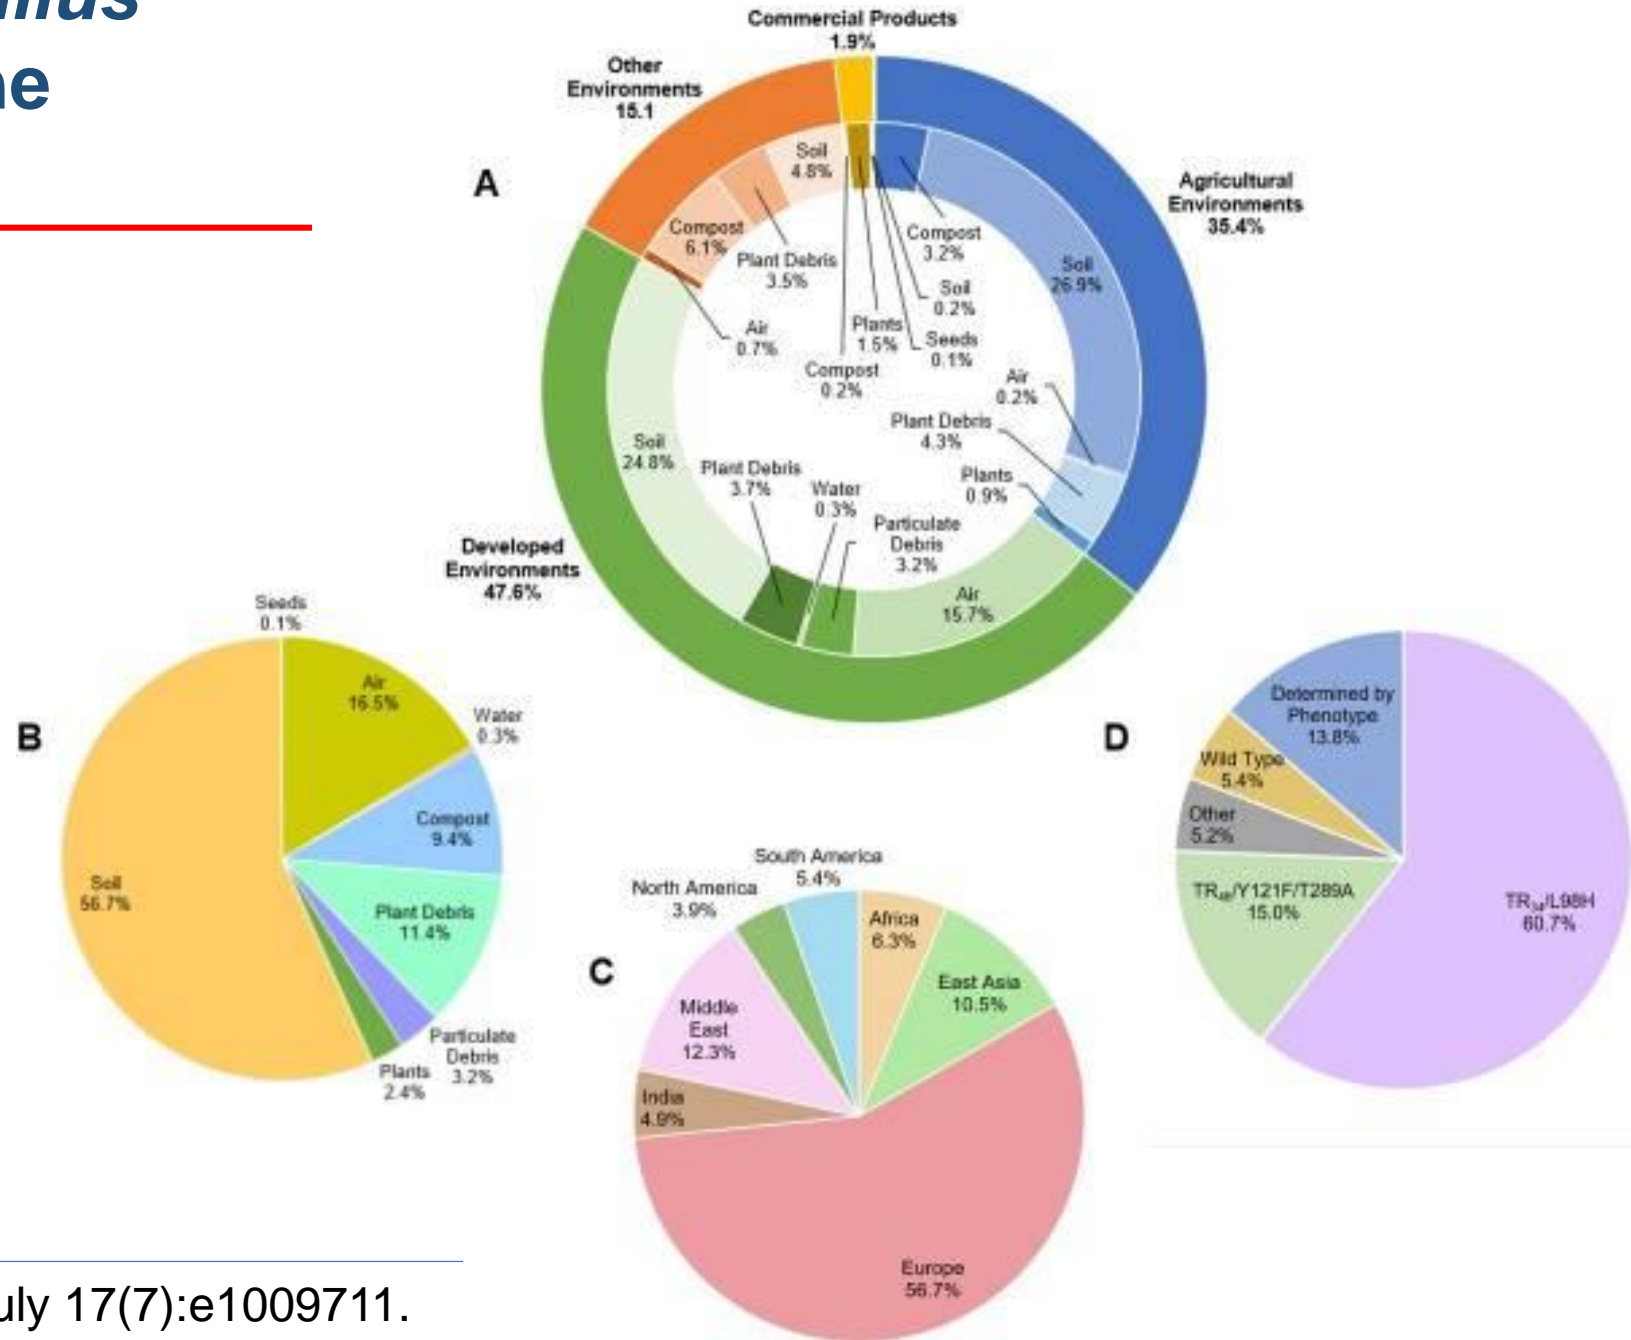 Commercial Products
1.9%
Other
Environments
15.1
A
Soil
4.8%
Agricultural
Environments
35.4%
Compost
6.1%
Plant Debris
3.5%
Compost
3.2%
Soil
26.9%
Soil
0.2%
Air
0.7%
Plants
1.5%
Seeds
0.1%
Compost
0.2%
Air
0.2%
Plant Debris
4.3%
Soil
24.8%
Plant Debris
3.7%
Water
0.3%
Plants
0.9%
Particulate
Debris
3.2%
Developed
Environments
47.6%
Air
15.7%
B
Seeds
0.1%
Air
16.5%
Water
0.3%
Compost
9.4%
Soil
56.7%
Plant Debris
11.4%
Particulate
Debris
3.2%
Plants
2.4%
C
South America
5.4%
North America
3.9%
Africa
6.3%
East Asia
10.5%
Middle
East
12.3%
India
4.9%
Europe
56.7%
D
Determined by
Phenotype
13.8%
Wild Type
5.4%
Other
5.2%
TR₄₆/Y121F/T289A
15.0%
TR₃₄/L98H
60.7%
17(7):e1009711.